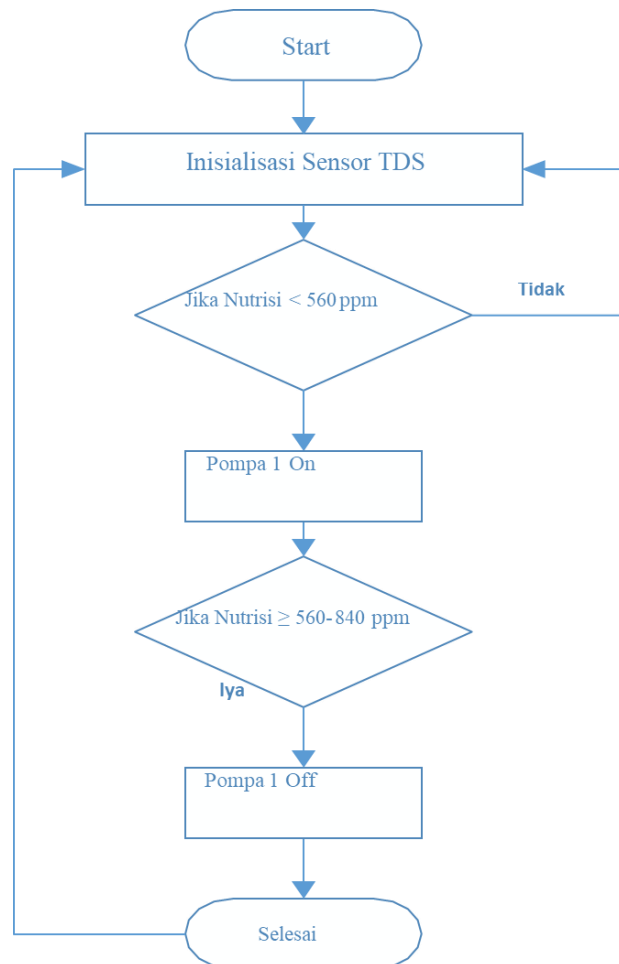 Start
Inisialisasi Sensor TDS
Jika Nutrisi < 560 ppm
Tidak
Pompa 1 On
Jika Nutrisi ≥ 560-840 ppm
Iya
Pompa 1 Off
Selesai